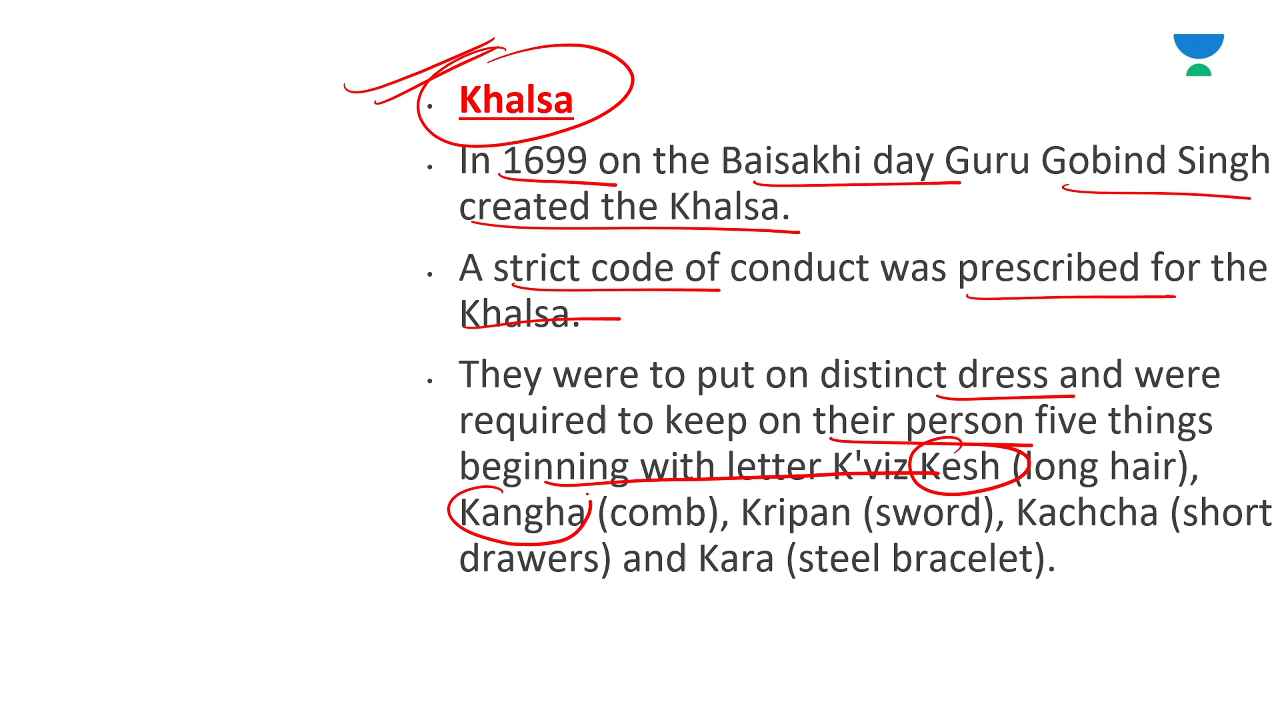 Khalsa
In 1699 on the Baisakhi day Guru Gobind Singh
created the Khalsa.
A strict code of conduct was prescribed for the
Khalsa.
They were to put on distinct dress and were
required to keep on their person five things
beginning with letter K'viz Kesh (long hair),
Kangha (comb), Kripan (sword), Kachcha (short
drawers) and Kara (steel bracelet).